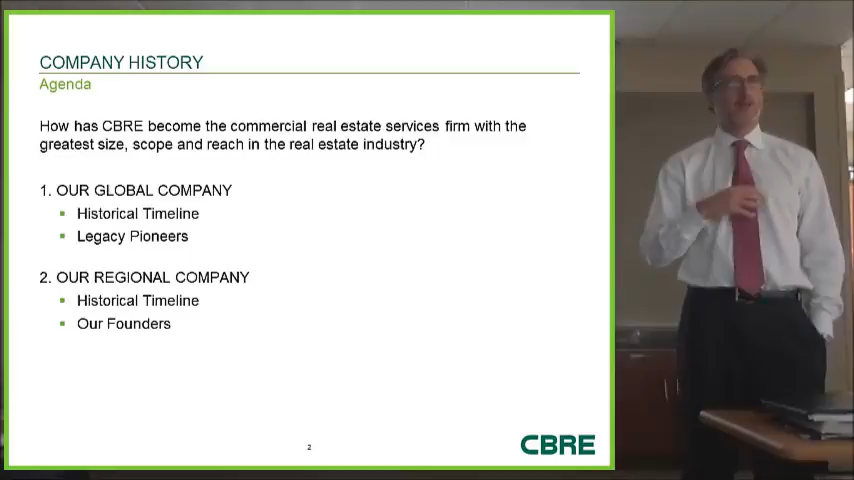 COMPANY HISTORY
Agenda
How has CBRE become the commercial real estate services firm with the
greatest size, scope and reach in the real estate industry?
1. OUR GLOBAL COMPANY
Historical Timeline
Legacy Pioneers
2. OUR REGIONAL COMPANY
Historical Timeline
Our Founders
2
CBRE